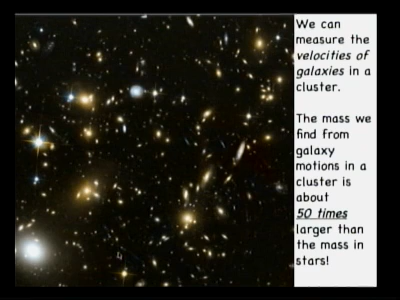 We can
measure the
velocities of
galaxies in a
cluster.
The mass we
find from
galaxy
motions in a
cluster is
about
50 times
larger than
the mass in
stars!